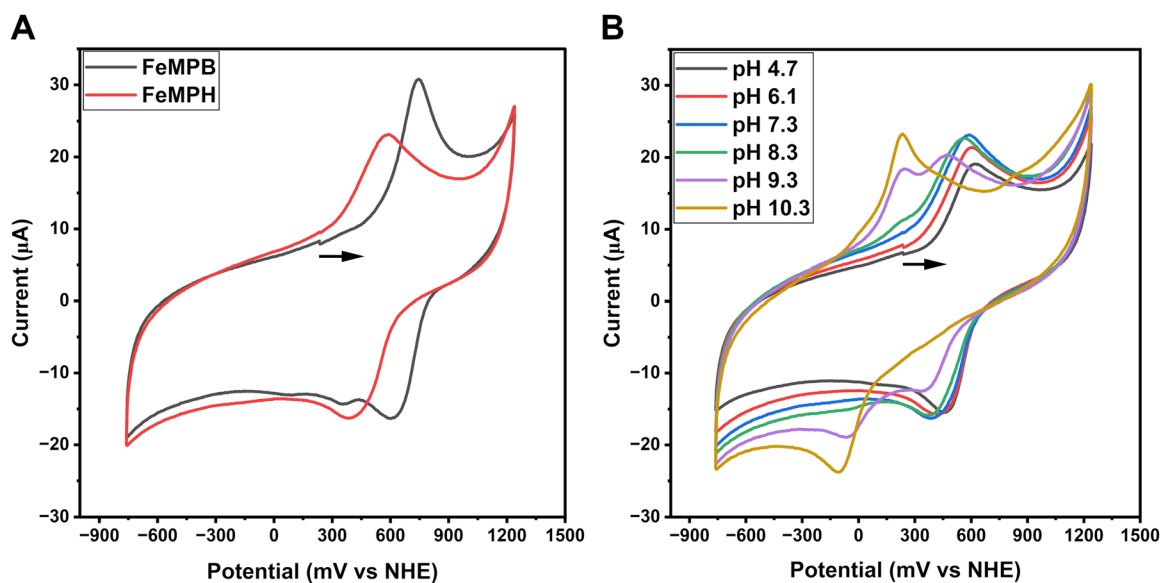 A
FeMPB
FeMPH
30
20
10
0
−10
−20
−30
Current (μA)
−900 −600 −300 0 300 600 900 1200 1500
Potential (mV vs NHE)
B
pH 4.7
pH 6.1
pH 7.3
pH 8.3
pH 9.3
pH 10.3
30
20
10
0
−10
−20
−30
Current (μA)
−900 −600 −300 0 300 600 900 1200 1500
Potential (mV vs NHE)